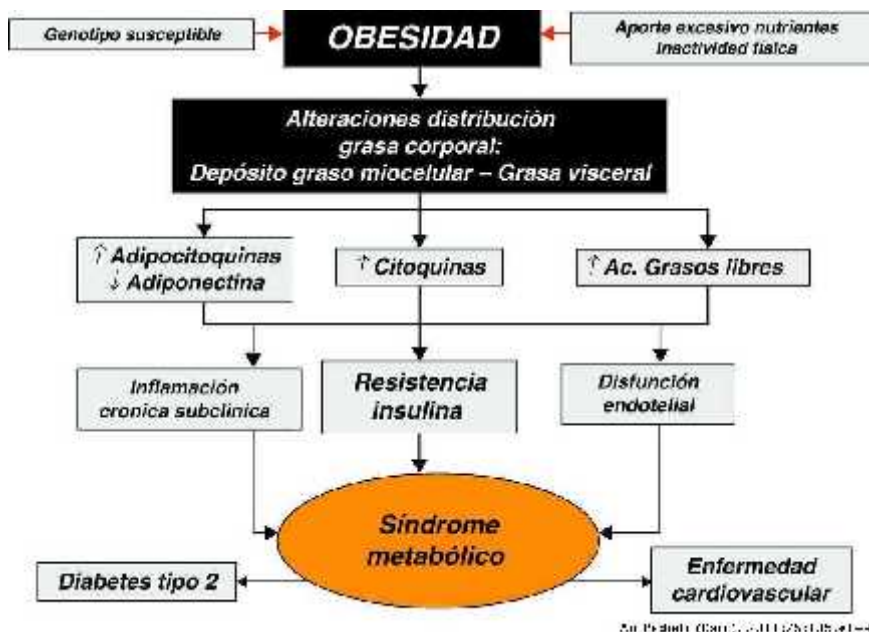 Genotipo susceptible
OBESIDAD
Aporte excesivo nutrientes
Inactividad física
Alteraciones distribución
grasa corporal:
Depósito graso miocelular – Grasa visceral
↑ Adipocitoquinas
↓ Adiponectina
↑ Citoquinas
↑ Ac. Grasos libres
Inflamación
cronica subclinica
Resistencia
insulina
Disfunción
endotelial
Síndrome
metabólico
Diabetes tipo 2
Enfermedad
cardiovascular